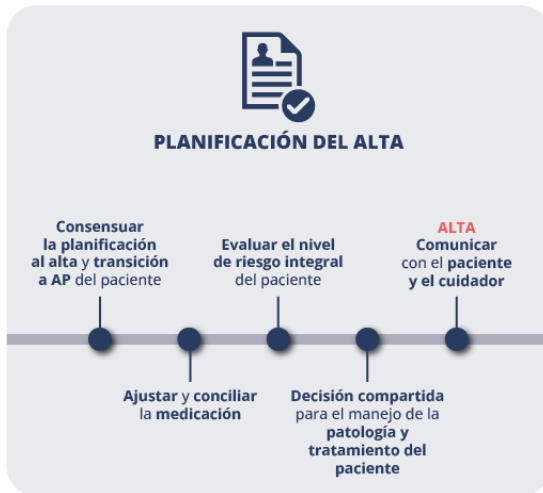 PLANIFICACIÓN DEL ALTA
Consensuar
la planificación
al alta y transición
a AP del paciente
Ajustar y conciliar
la medicación
Evaluar el nivel
de riesgo integral
del paciente
Decisión compartida
para el manejo de la
patología y
tratamiento del
paciente
ALTA
Comunicar
con el paciente
y el cuidador